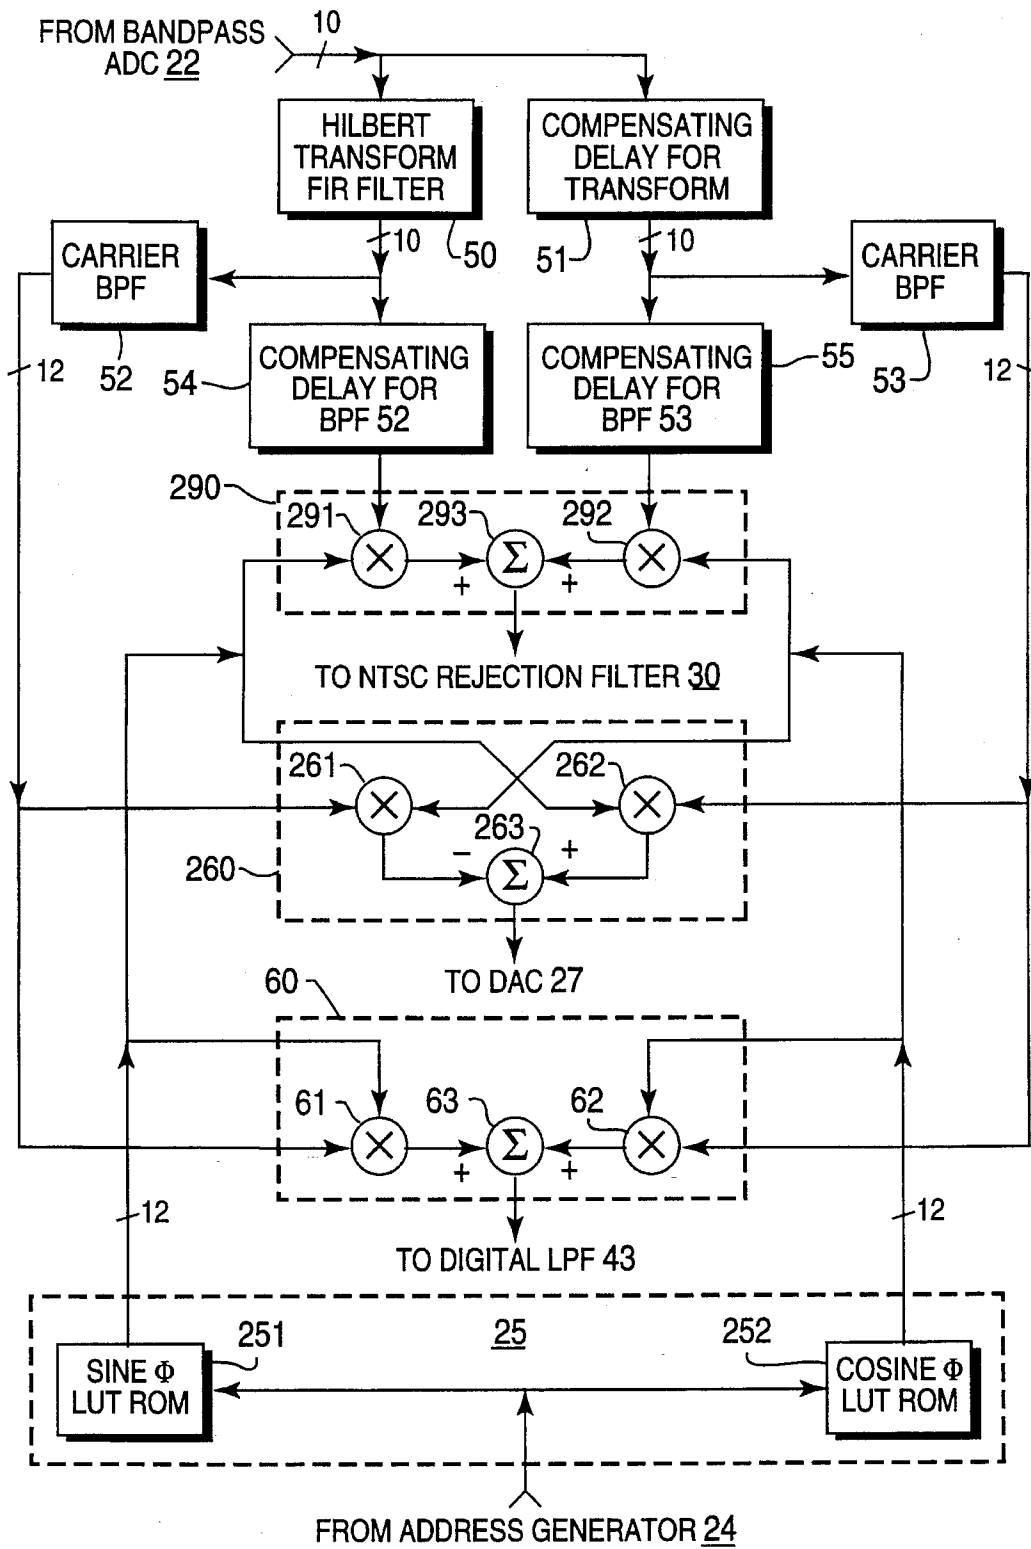 FROM BANDPASS
ADC 22
10
HILBERT
TRANSFORM
FIR FILTER
COMPENSATING
DELAY FOR
TRANSFORM
10
50
51
10
CARRIER
BPF
CARRIER
BPF
12
52
54
COMPENSATING
DELAY FOR
BPF 52
COMPENSATING
DELAY FOR
BPF 53
55
53
12
290
291
293
292
×
Σ
×
+
+
TO NTSC REJECTION FILTER 30
261
262
×
×
263
−
+
Σ
260
TO DAC 27
60
61
63
62
×
Σ
×
+
+
12
12
TO DIGITAL LPF 43
251
25
252
SINE Φ
LUT ROM
COSINE Φ
LUT ROM
FROM ADDRESS GENERATOR 24